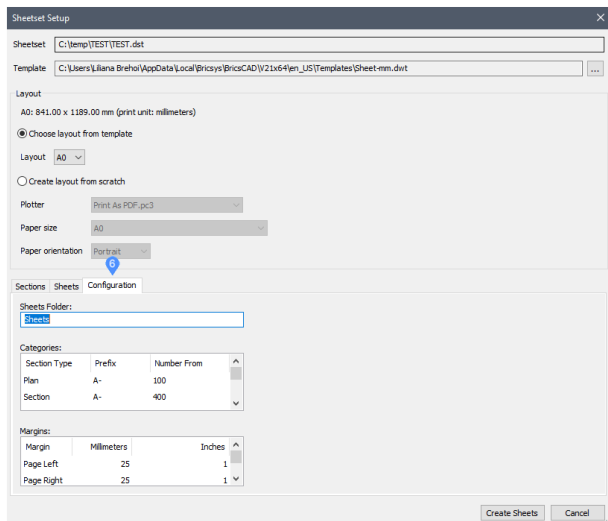 Sheetset Setup
Sheetset C:\temp\TEST\TEST.dst
Template C:\Users\Liliana Brehoi\AppData\Local\Bricsys\BricsCAD\V21x64\en_US\Templates\Sheet-mm.dwt ...
Layout
A0: 841.00 x 1189.00 mm (print unit: millimeters)
Choose layout from template
Layout A0
Create layout from scratch
Plotter Print As PDF.pc3
Paper size A0
Paper orientation Portrait
6
Sections Sheets Configuration
Sheets Folder:
Sheets
Categories:
Section Type Prefix Number From
Plan A- 100
Section A- 400
Margins:
Margin Millimeters Inches
Page Left 25 1
Page Right 25 1
Create Sheets Cancel